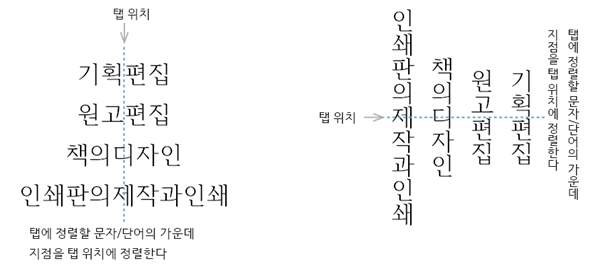 탭 위치
기획편집
원고편집
책의디자인
인쇄판의제작과인쇄
탭에 정렬할 문자/단어의 가운데
지점을 탭 위치에 정렬한다
탭 위치
탭에 정렬할 문자/단어의 가운데
지점을 탭 위치에 정렬한다
기획편집
원고편집
책의디자인
인쇄판의제작과인쇄